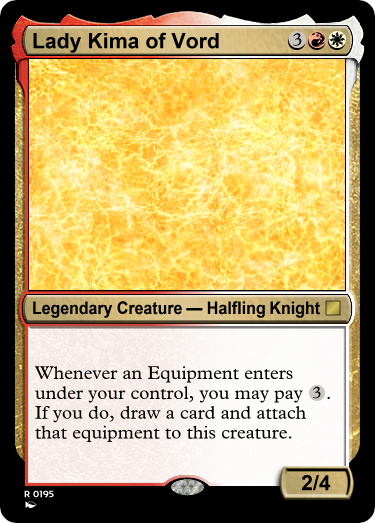 Lady Kima of Vord 3
Legendary Creature — Halfling Knight
Whenever an Equipment enters
under your control, you may pay 3.
If you do, draw a card and attach
that equipment to this creature.
2/4
R 0195